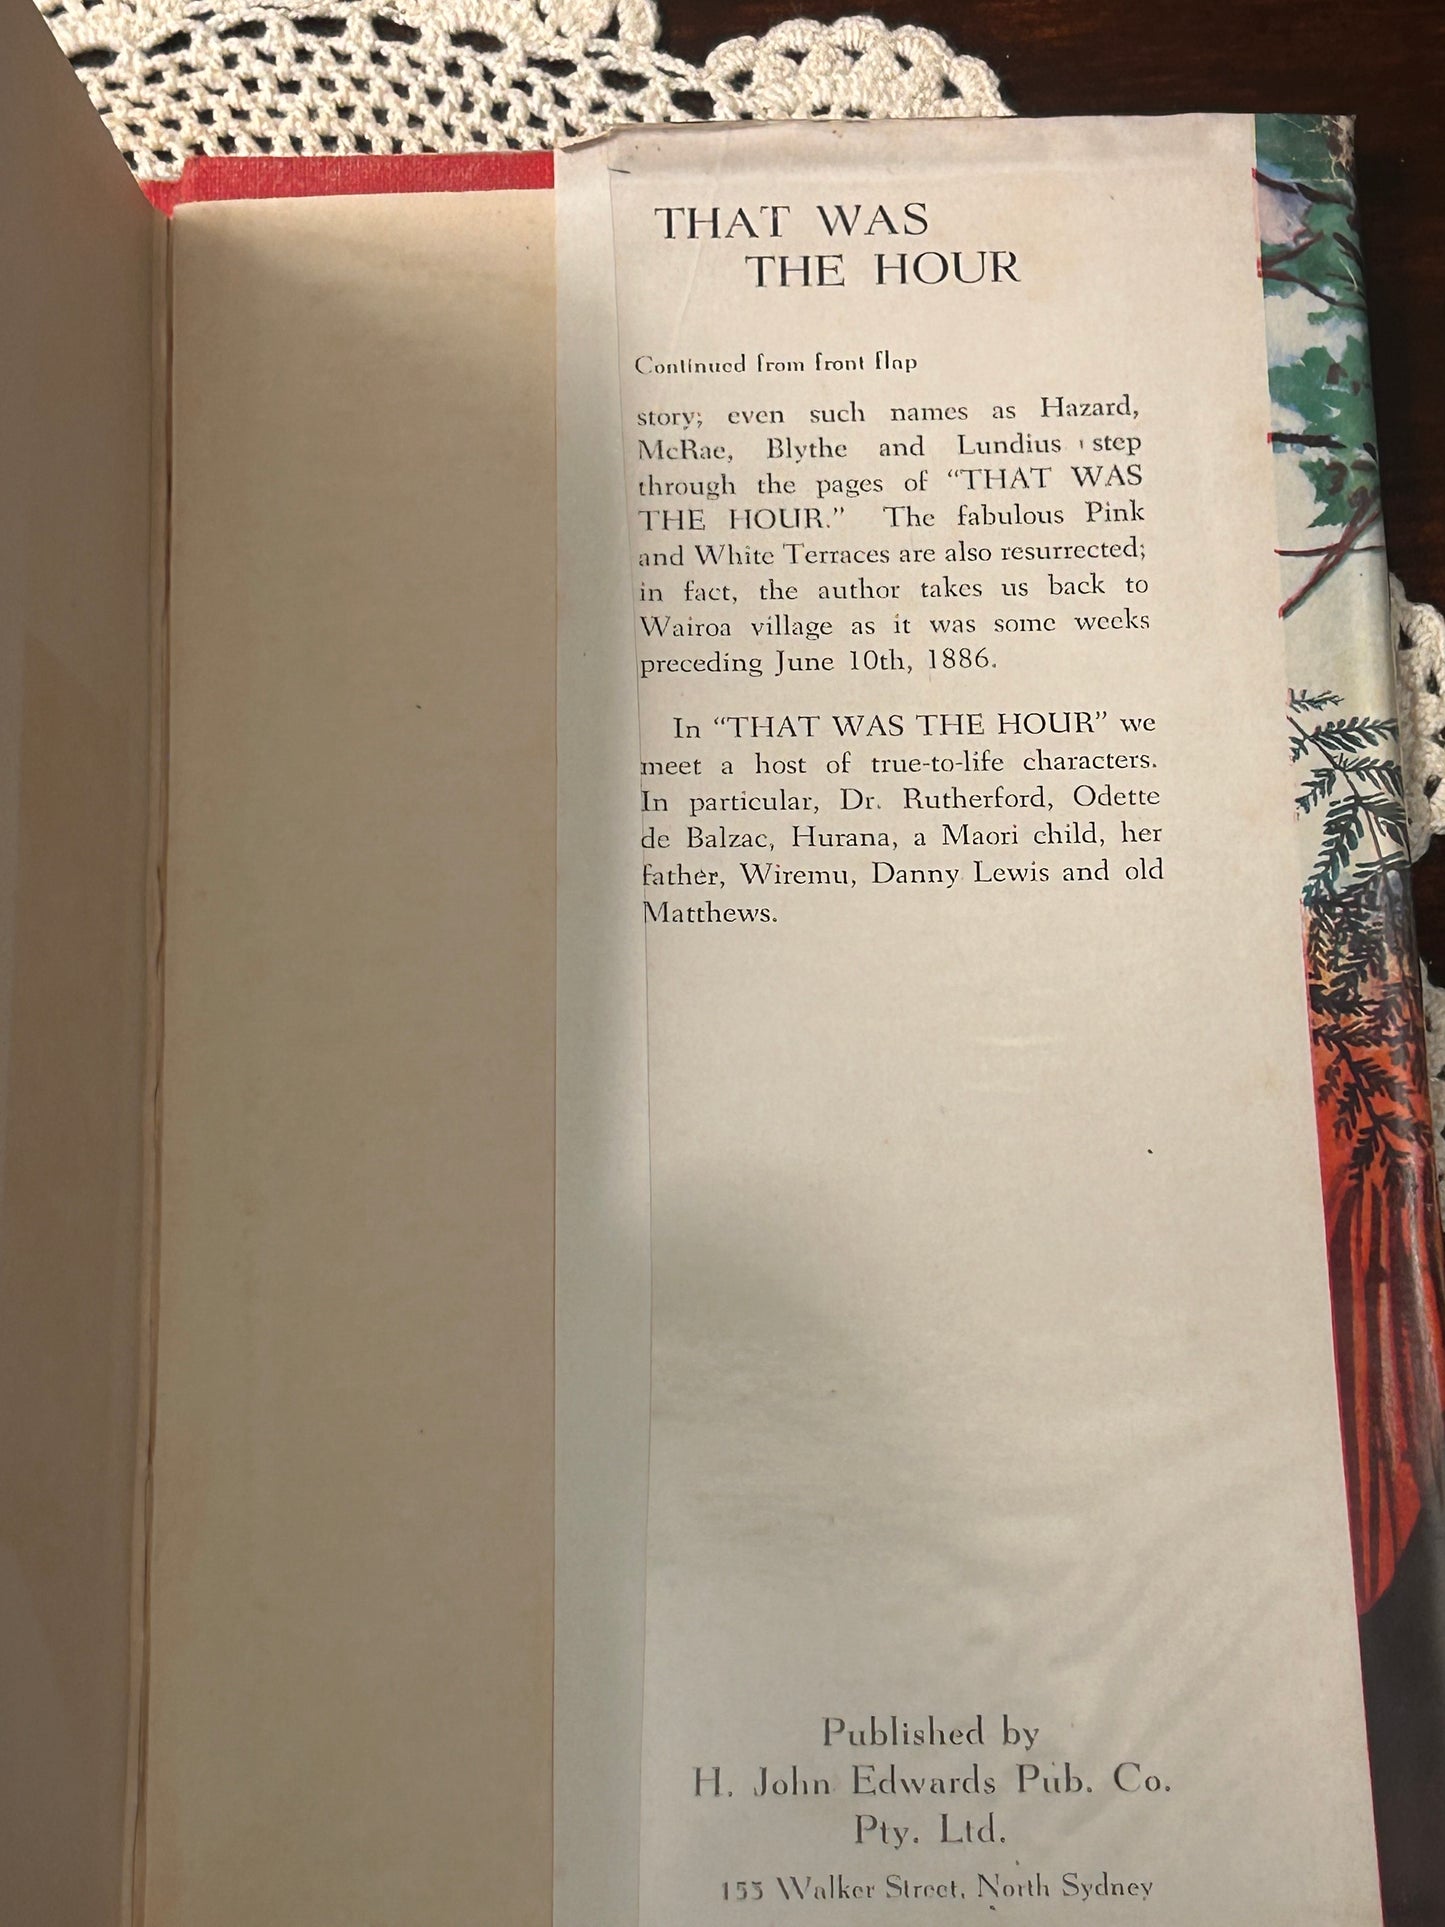 THAT WAS
THE HOUR
Continued from front flap
story; even such names as Hazard,
McRae, Blythe and Lundius step
through the pages of “THAT WAS
THE HOUR.” The fabulous Pink
and White Terraces are also resurrected;
in fact, the author takes us back to
Wairoa village as it was some weeks
preceding June 10th, 1886.
In “THAT WAS THE HOUR” we
meet a host of true-to-life characters.
In particular, Dr. Rutherford, Odette
de Balzac, Hurana, a Maori child, her
father, Wiremu, Danny Lewis and old
Matthews.
Published by
H. John Edwards Pub. Co.
Pty. Ltd.
155 Walker Street, North Sydney